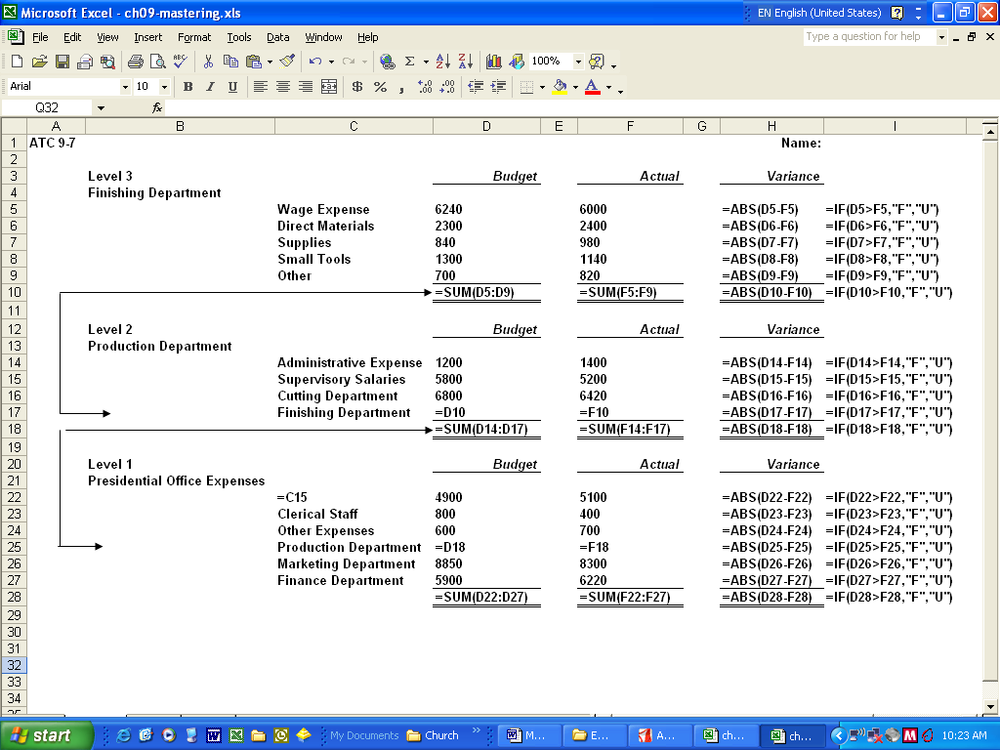 Microsoft Excel - ch09-mastering.xls EN English (United States)
File Edit View Insert Format Tools Data Window Help Type a question for help
100%
Arial 10 B I U $ % ,
Q32 fx
A B C D E F G H I
1 ATC 9-7 Name:
2
3 Level 3 Budget Actual Variance
4 Finishing Department
5 Wage Expense 6240 6000 =ABS(D5-F5) =IF(D5>F5,"F","U")
6 Direct Materials 2300 2400 =ABS(D6-F6) =IF(D6>F6,"F","U")
7 Supplies 840 980 =ABS(D7-F7) =IF(D7>F7,"F","U")
8 Small Tools 1300 1140 =ABS(D8-F8) =IF(D8>F8,"F","U")
9 Other 700 820 =ABS(D9-F9) =IF(D9>F9,"F","U")
10 =SUM(D5:D9) =SUM(F5:F9) =ABS(D10-F10) =IF(D10>F10,"F","U")
11
12 Level 2 Budget Actual Variance
13 Production Department
14 Administrative Expense 1200 1400 =ABS(D14-F14) =IF(D14>F14,"F","U")
15 Supervisory Salaries 5800 5200 =ABS(D15-F15) =IF(D15>F15,"F","U")
16 Cutting Department 6800 6420 =ABS(D16-F16) =IF(D16>F16,"F","U")
17 Finishing Department =D10 =F10 =ABS(D17-F17) =IF(D17>F17,"F","U")
18 =SUM(D14:D17) =SUM(F14:F17) =ABS(D18-F18) =IF(D18>F18,"F","U")
19
20 Level 1 Budget Actual Variance
21 Presidential Office Expenses
22 =C15 4900 5100 =ABS(D22-F22) =IF(D22>F22,"F","U")
23 Clerical Staff 800 400 =ABS(D23-F23) =IF(D23>F23,"F","U")
24 Other Expenses 600 700 =ABS(D24-F24) =IF(D24>F24,"F","U")
25 Production Department =D18 =F18 =ABS(D25-F25) =IF(D25>F25,"F","U")
26 Marketing Department 8850 8300 =ABS(D26-F26) =IF(D26>F26,"F","U")
27 Finance Department 5900 6220 =ABS(D27-F27) =IF(D27>F27,"F","U")
28 =SUM(D22:D27) =SUM(F22:F27) =ABS(D28-F28) =IF(D28>F28,"F","U")
29
30
31
32
33
34
start My Documents Church » M... E... A... ch... ch... 10:23 AM